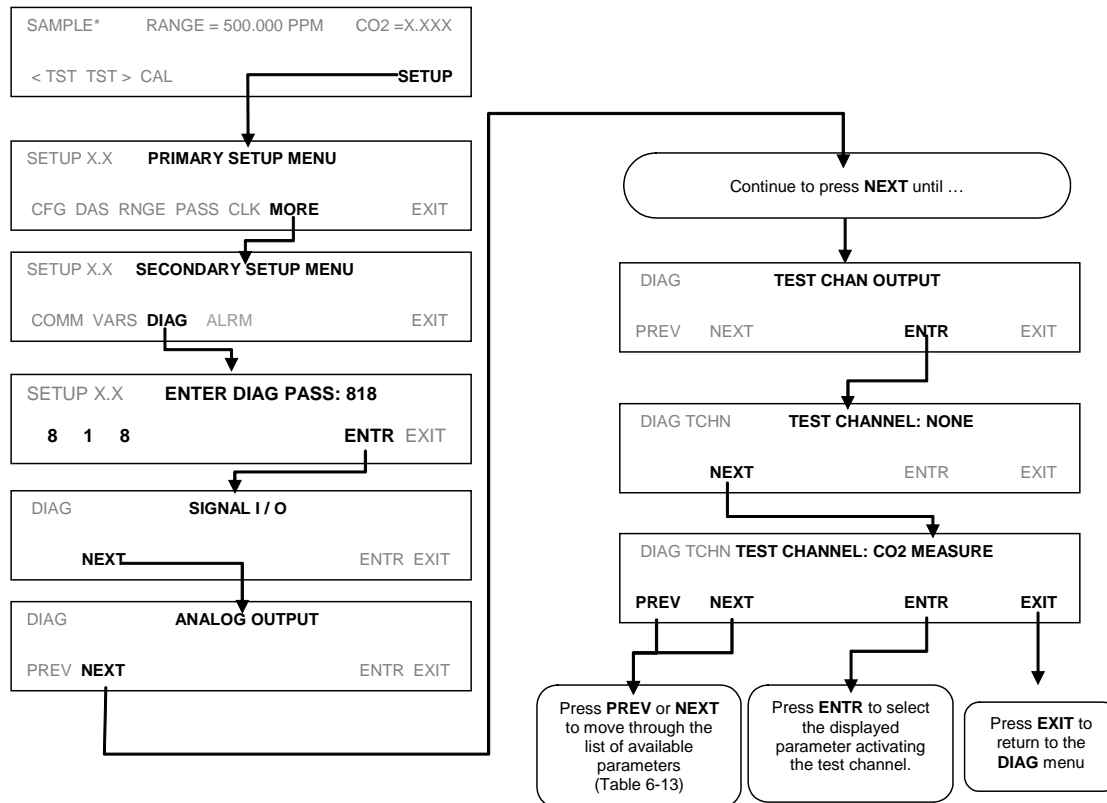 SAMPLE* RANGE = 500.000 PPM CO2 =X.XXX
< TST TST > CAL SETUP
SETUP X.X PRIMARY SETUP MENU
CFG DAS RNGE PASS CLK MORE EXIT
SETUP X.X SECONDARY SETUP MENU
COMM VARS DIAG ALRM EXIT
SETUP X.X ENTER DIAG PASS: 818
8 1 8 ENTR EXIT
DIAG SIGNAL I / O
NEXT ENTR EXIT
DIAG ANALOG OUTPUT
PREV NEXT ENTR EXIT
Continue to press NEXT until …
DIAG TEST CHAN OUTPUT
PREV NEXT ENTR EXIT
DIAG TCHN TEST CHANNEL: NONE
NEXT ENTR EXIT
DIAG TCHN TEST CHANNEL: CO2 MEASURE
PREV NEXT ENTR EXIT
Press PREV or NEXT
to move through the
list of available
parameters
(Table 6-13)
Press ENTR to select
the displayed
parameter activating
the test channel.
Press EXIT to
return to the
DIAG menu